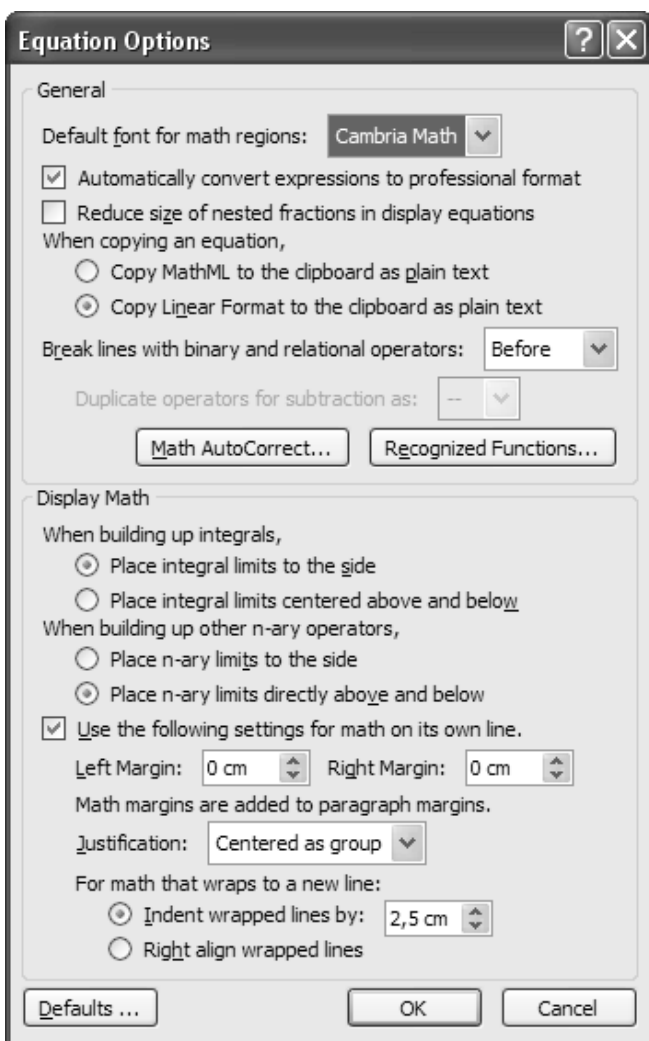 Equation Options
General
Default font for math regions: Cambria Math
Automatically convert expressions to professional format
Reduce size of nested fractions in display equations
When copying an equation,
Copy MathML to the clipboard as plain text
Copy Linear Format to the clipboard as plain text
Break lines with binary and relational operators: Before
Duplicate operators for subtraction as: --
Math AutoCorrect... Recognized Functions...
Display Math
When building up integrals,
Place integral limits to the side
Place integral limits centered above and below
When building up other n-ary operators,
Place n-ary limits to the side
Place n-ary limits directly above and below
Use the following settings for math on its own line.
Left Margin: 0 cm Right Margin: 0 cm
Math margins are added to paragraph margins.
Justification: Centered as group
For math that wraps to a new line:
Indent wrapped lines by: 2,5 cm
Right align wrapped lines
Defaults ... OK Cancel